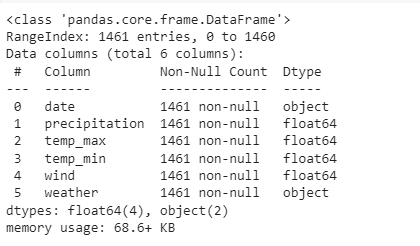 <class 'pandas.core.frame.DataFrame'>
RangeIndex: 1461 entries, 0 to 1460
Data columns (total 6 columns):
 #   Column         Non-Null Count  Dtype
---  ------         --------------  -----
 0   date           1461 non-null   object
 1   precipitation  1461 non-null   float64
 2   temp_max       1461 non-null   float64
 3   temp_min       1461 non-null   float64
 4   wind           1461 non-null   float64
 5   weather        1461 non-null   object
dtypes: float64(4), object(2)
memory usage: 68.6+ KB